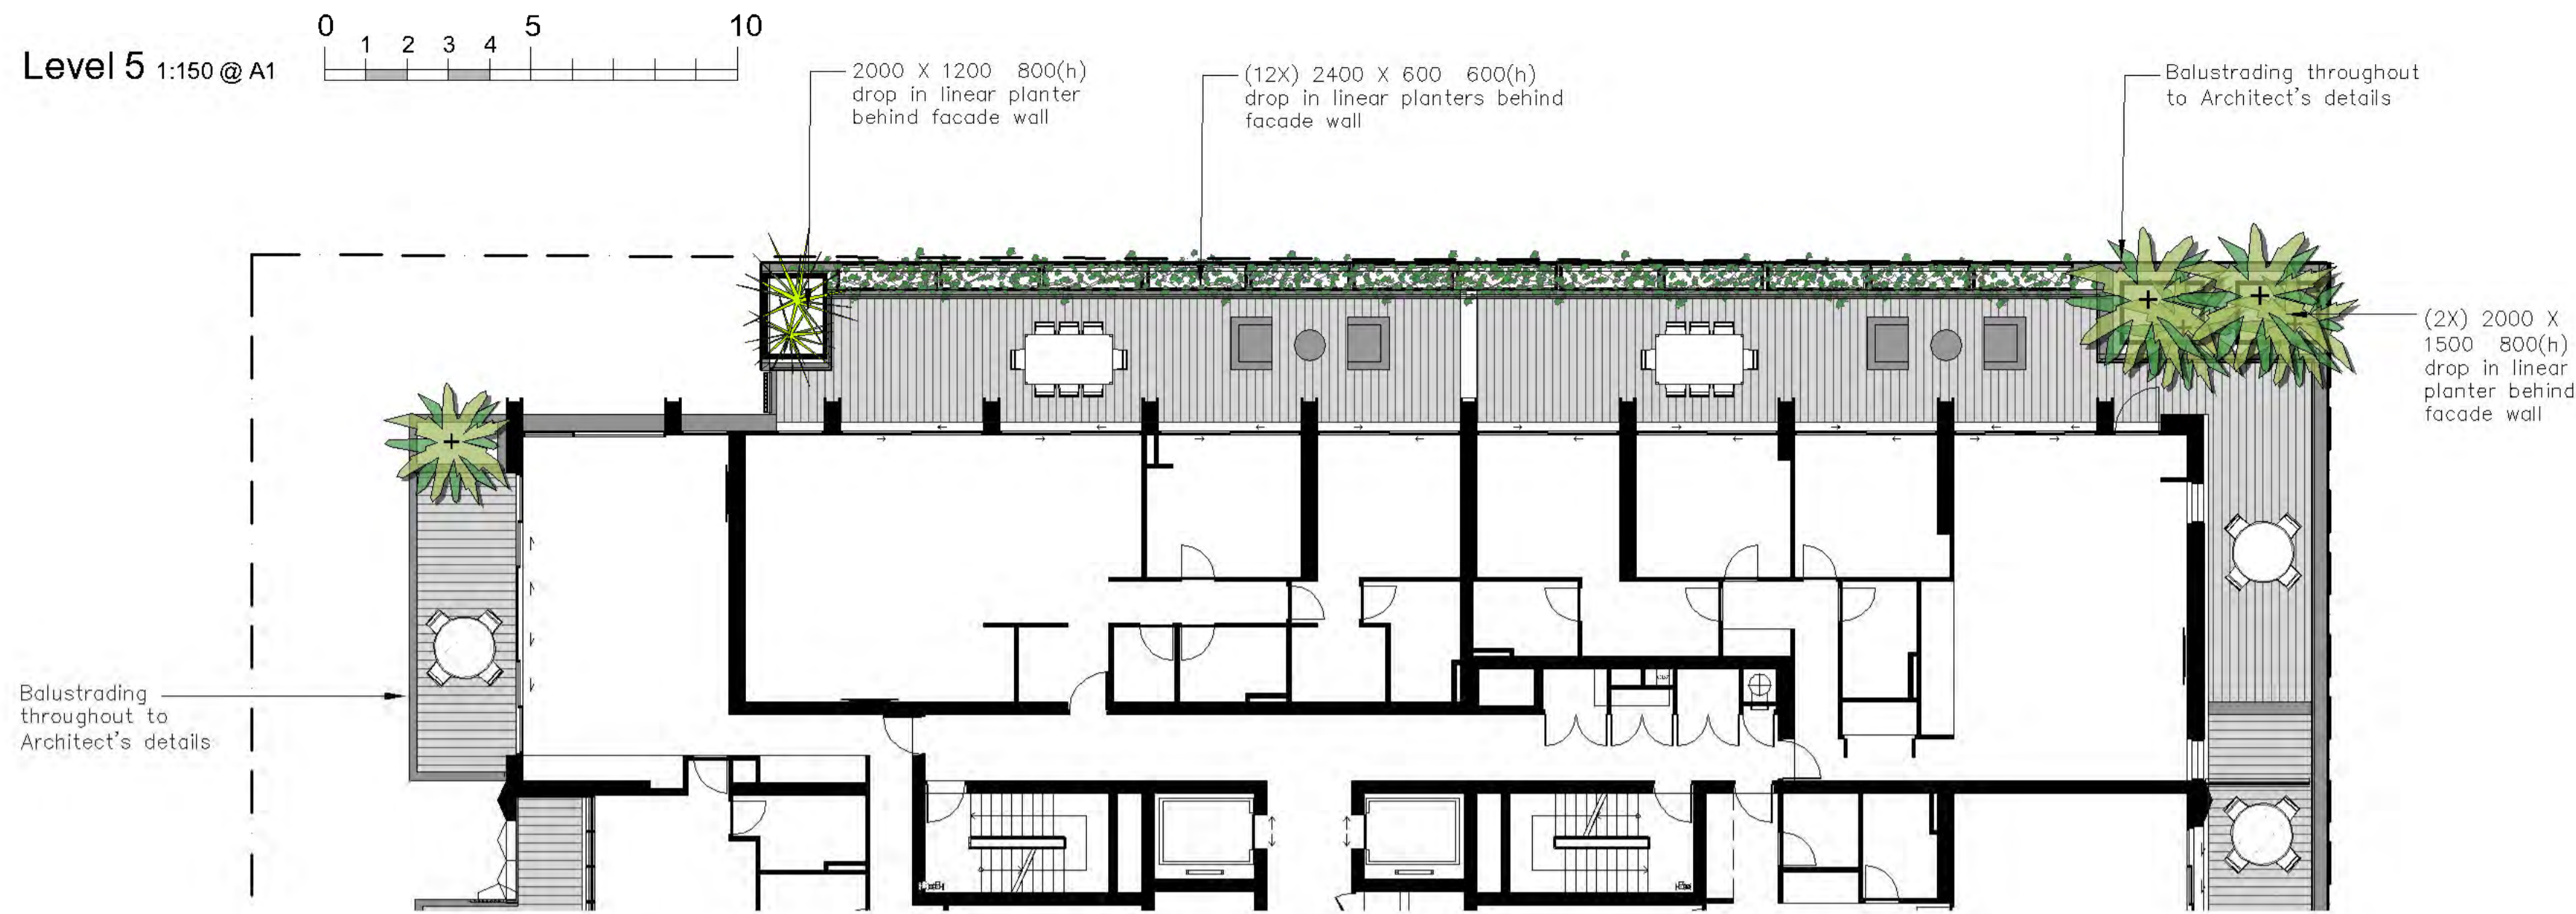 0 5 10
1 2 3 4
Level 5 1:150 @ A1
2000 X 1200 800(h)
drop in linear planter
behind facade wall
(12X) 2400 X 600 600(h)
drop in linear planters behind
facade wall
Balustrading throughout
to Architect's details
(2X) 2000 X
1500 800(h)
drop in linear
planter behind
facade wall
Balustrading
throughout to
Architect's details